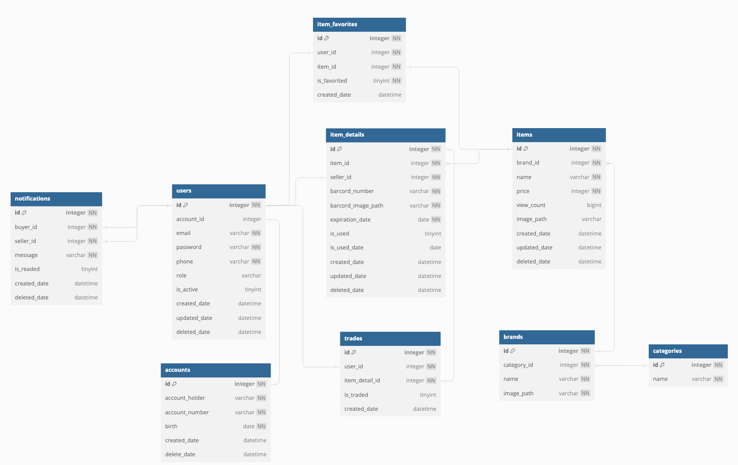 item_favorites
id integer NN
user_id integer NN
item_id integer NN
is_favorited tinyint NN
created_date datetime
item_details
id integer NN
item_id integer NN
seller_id integer NN
barcord_number varchar NN
barcord_image_path varchar NN
expiration_date date NN
is_used tinyint
is_used_date date
created_date datetime
updated_date datetime
deleted_date datetime
items
id integer NN
brand_id integer NN
name varchar NN
price integer NN
view_count bigint
image_path varchar
created_date datetime
updated_date datetime
deleted_date datetime
notifications
id integer NN
buyer_id integer NN
seller_id integer NN
message varchar NN
is_readed tinyint
created_date datetime
deleted_date datetime
users
id integer NN
account_id integer
email varchar NN
password varchar NN
phone varchar NN
role varchar
is_active tinyint
created_date datetime
updated_date datetime
deleted_date datetime
trades
id integer NN
user_id integer NN
item_detail_id integer NN
is_traded tinyint
created_date datetime
brands
id integer NN
category_id integer NN
name varchar NN
image_path varchar NN
categories
id integer NN
name varchar NN
accounts
id integer NN
account_holder varchar NN
account_number varchar NN
birth date NN
created_date datetime
delete_date datetime